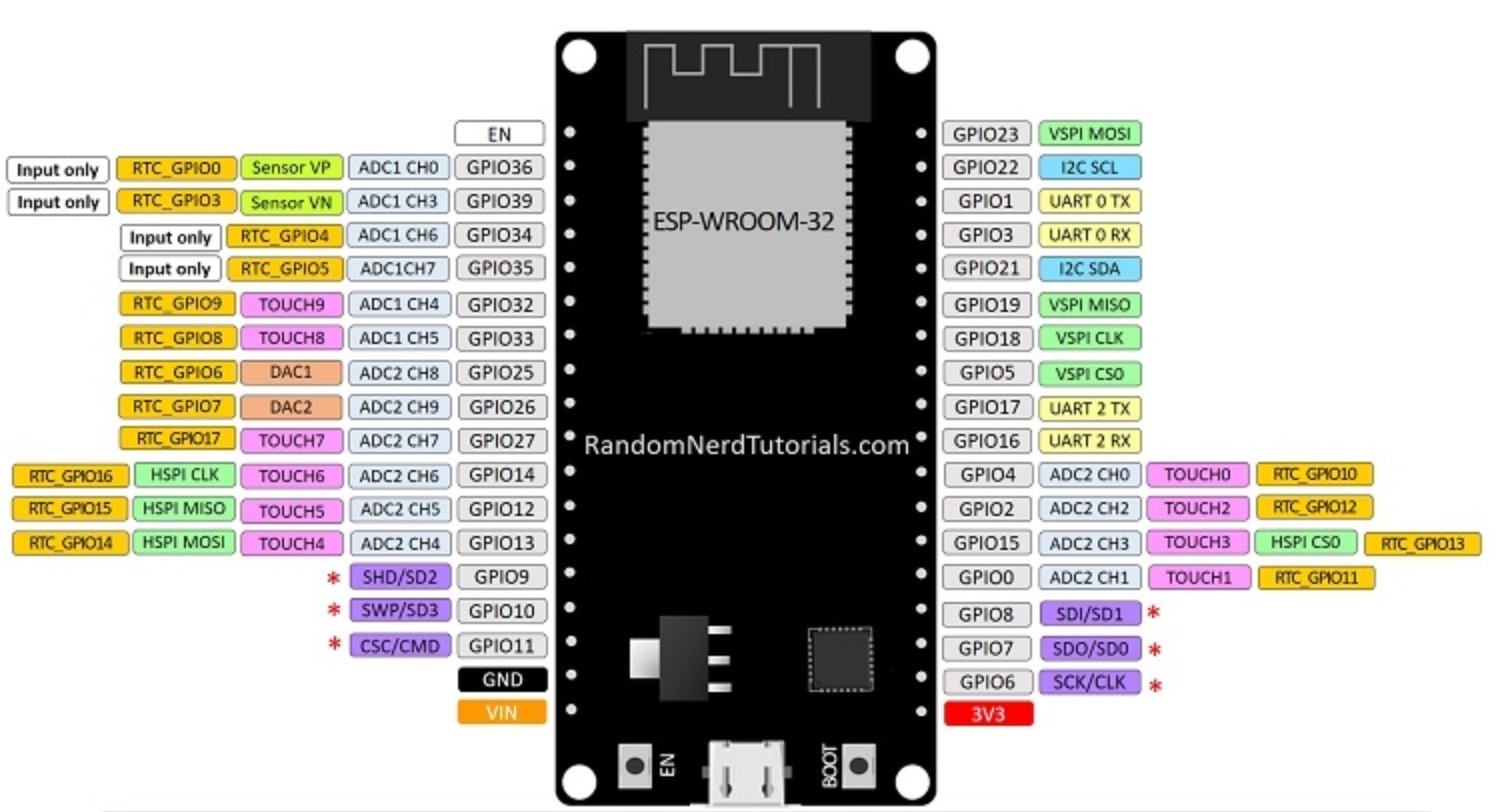 EN
Input only RTC_GPIO0 Sensor VP ADC1 CH0 GPIO36
Input only RTC_GPIO3 Sensor VN ADC1 CH3 GPIO39
Input only RTC_GPIO4 ADC1 CH6 GPIO34
Input only RTC_GPIO5 ADC1CH7 GPIO35
RTC_GPIO9 TOUCH9 ADC1 CH4 GPIO32
RTC_GPIO8 TOUCH8 ADC1 CH5 GPIO33
RTC_GPIO6 DAC1 ADC2 CH8 GPIO25
RTC_GPIO7 DAC2 ADC2 CH9 GPIO26
RTC_GPIO17 TOUCH7 ADC2 CH7 GPIO27
RTC_GPIO16 HSPI CLK TOUCH6 ADC2 CH6 GPIO14
RTC_GPIO15 HSPI MISO TOUCH5 ADC2 CH5 GPIO12
RTC_GPIO14 HSPI MOSI TOUCH4 ADC2 CH4 GPIO13
* SHD/SD2 GPIO9
* SWP/SD3 GPIO10
* CSC/CMD GPIO11
GND
VIN
ESP-WROOM-32
RandomNerdTutorials.com
EN
BOOT
GPIO23 VSPI MOSI
GPIO22 I2C SCL
GPIO1 UART 0 TX
GPIO3 UART 0 RX
GPIO21 I2C SDA
GPIO19 VSPI MISO
GPIO18 VSPI CLK
GPIO5 VSPI CS0
GPIO17 UART 2 TX
GPIO16 UART 2 RX
GPIO4 ADC2 CH0 TOUCH0 RTC_GPIO10
GPIO2 ADC2 CH2 TOUCH2 RTC_GPIO12
GPIO15 ADC2 CH3 TOUCH3 HSPI CS0 RTC_GPIO13
GPIO0 ADC2 CH1 TOUCH1 RTC_GPIO11
GPIO8 SDI/SD1 *
GPIO7 SDO/SD0 *
GPIO6 SCK/CLK *
3V3